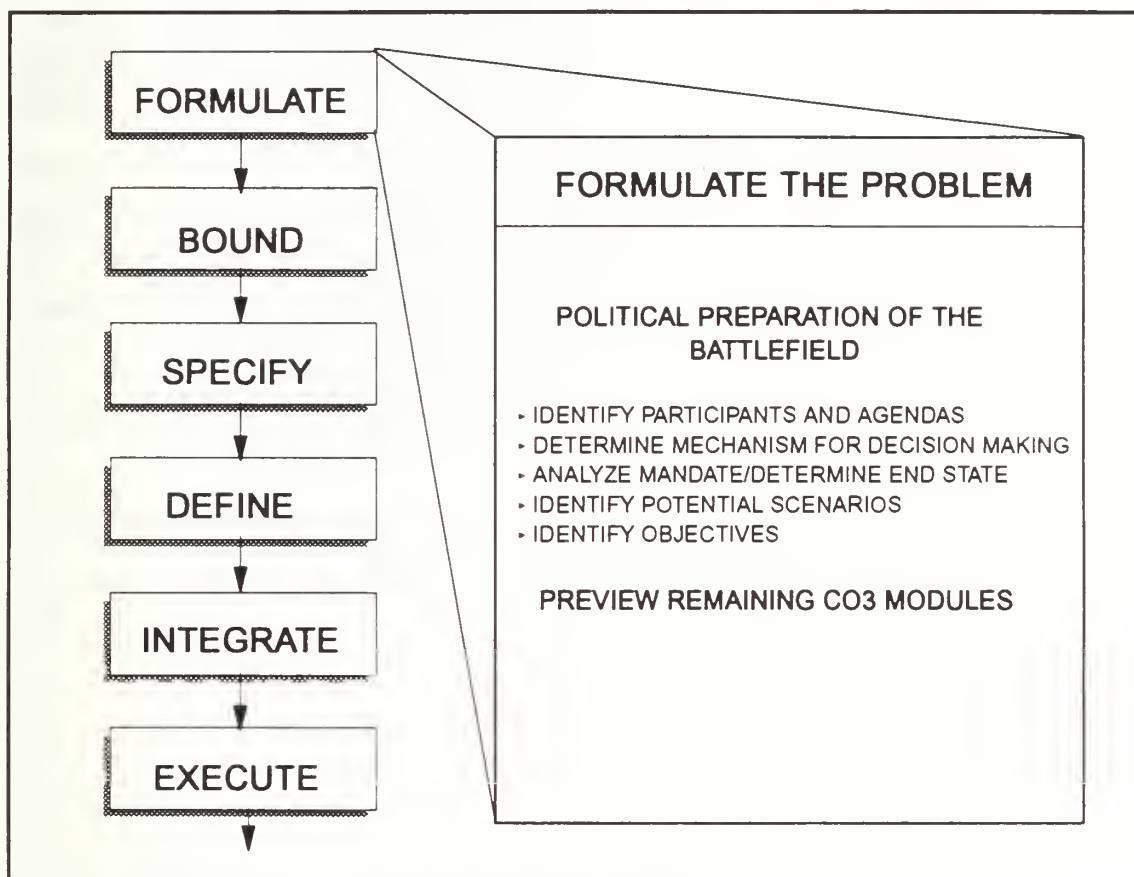 FORMULATE
BOUND
SPECIFY
DEFINE
INTEGRATE
EXECUTE
FORMULATE THE PROBLEM
POLITICAL PREPARATION OF THE
BATTLEFIELD
▸ IDENTIFY PARTICIPANTS AND AGENDAS
▸ DETERMINE MECHANISM FOR DECISION MAKING
▸ ANALYZE MANDATE/DETERMINE END STATE
▸ IDENTIFY POTENTIAL SCENARIOS
▸ IDENTIFY OBJECTIVES
PREVIEW REMAINING CO3 MODULES